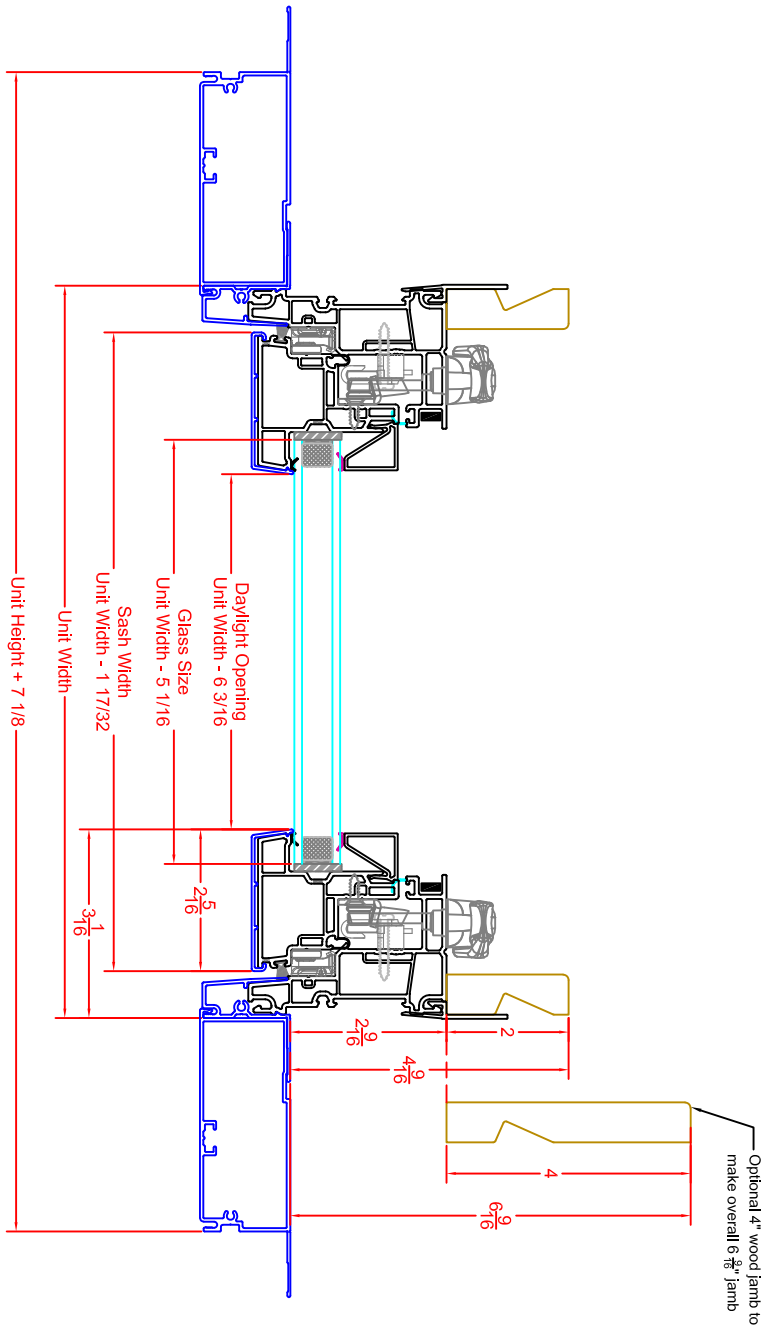 Optional 4" wood jamb to
make overall 6 9/16" jamb
2
4
2 9/16
4 9/16
6 9/16
2 5/16
3 1/16
Daylight Opening
Unit Width - 6 3/16
Glass Size
Unit Width - 5 1/16
Sash Width
Unit Width - 1 17/32
Unit Width
Unit Height + 7 1/8